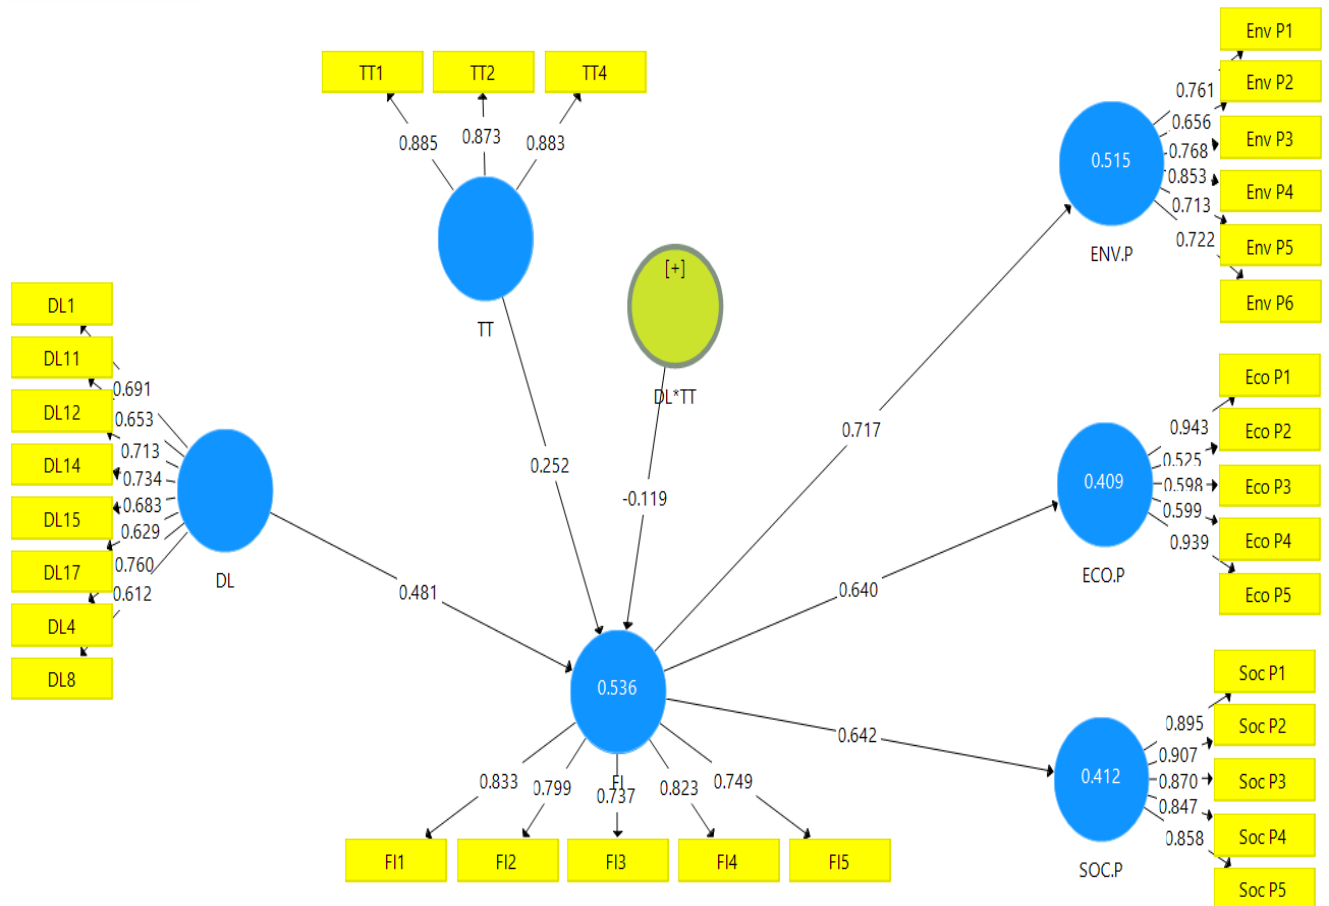 Env P1
TT1 TT2 TT4
Env P2
0.761
0.656
Env P3
0.885 0.873 0.883
0.768
0.515
0.853
Env P4
0.713
0.722
Env P5
ENV.P
[+]
Env P6
DL1
TT
DL11
Eco P1
0.691
DL*TT
DL12
0.653
0.717
0.943
Eco P2
0.713
0.525
DL14
0.252
0.734
0.409
0.598
Eco P3
-0.119
0.683
0.599
DL15
0.629
0.939
Eco P4
0.760
DL17
DL
0.481
0.640
ECO.P
0.612
Eco P5
DL4
DL8
0.536
Soc P1
0.642
0.895
Soc P2
0.907
0.412
0.870
Soc P3
0.833 0.799 FI 0.823 0.749
0.737
0.847
0.858
Soc P4
FI1 FI2 FI3 FI4 FI5
SOC.P
Soc P5